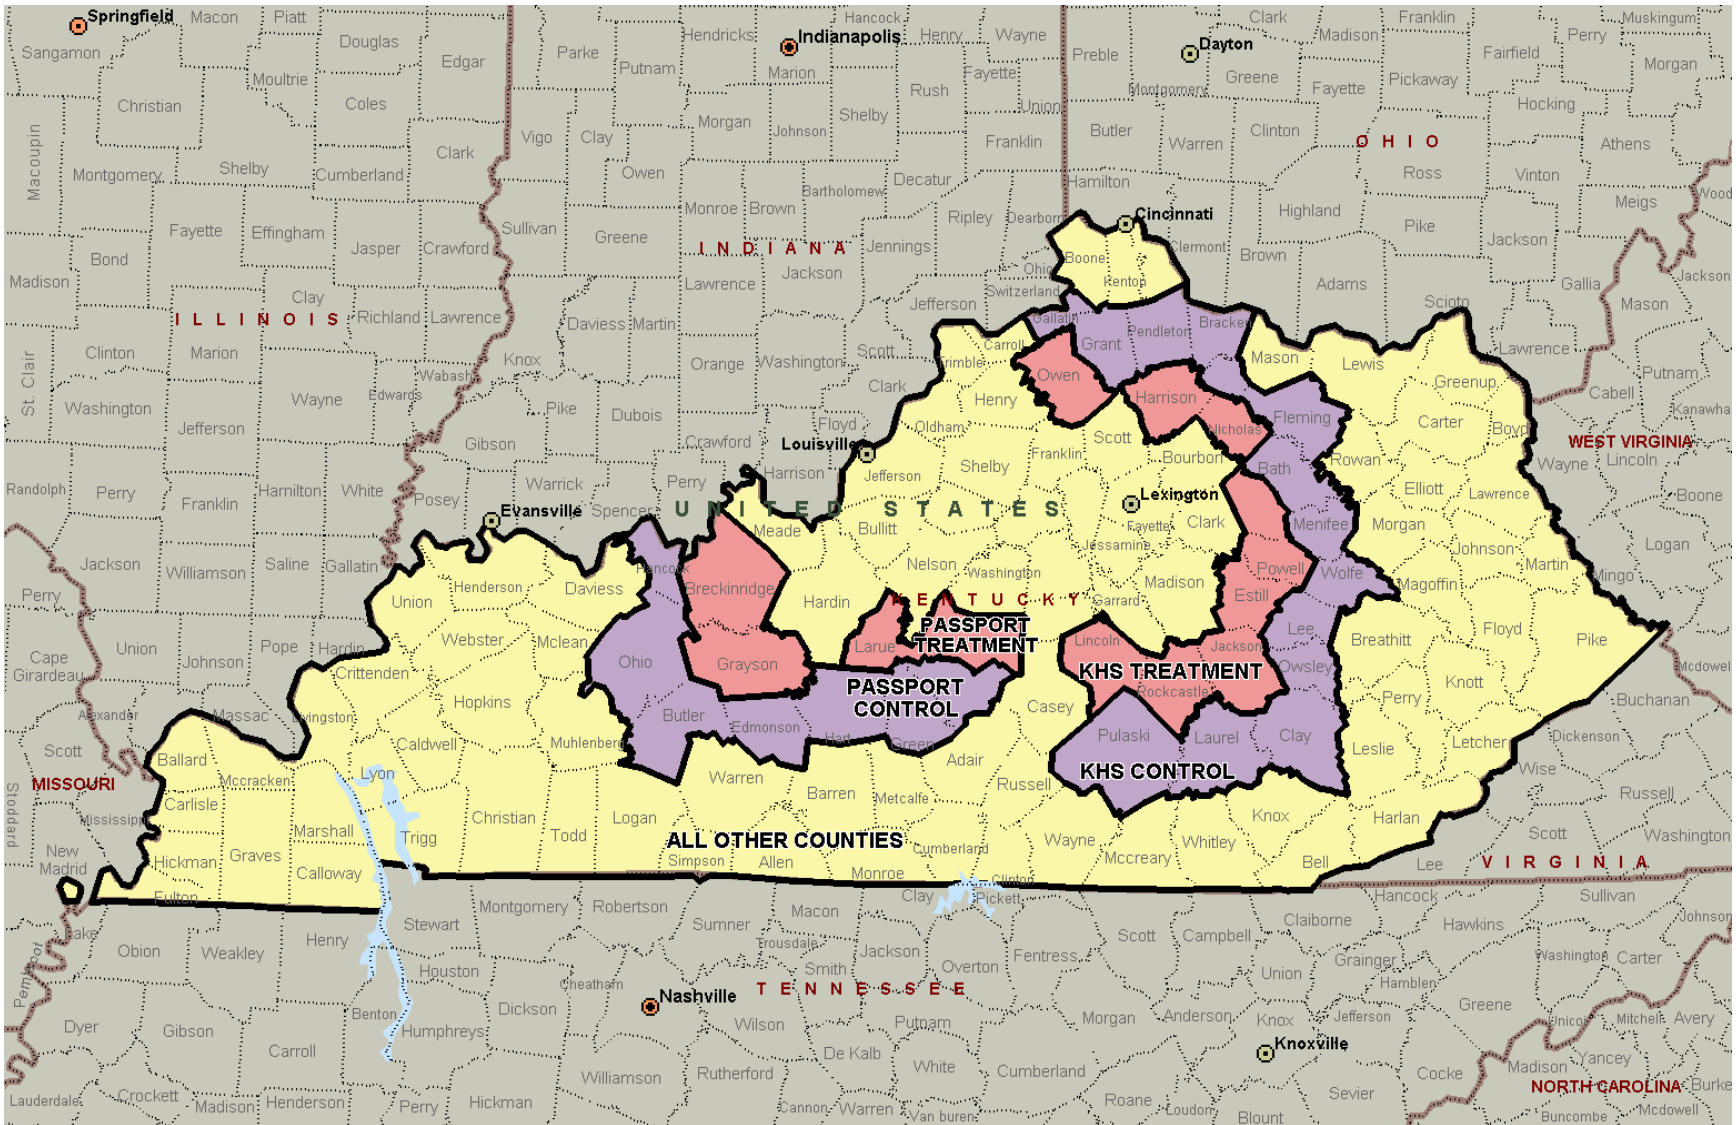 Springfield
Macon
Piatt
Hancock
Hendricks
Indianapolis
Henry
Wayne
Clark
Franklin
Madison
Perry
Muskingum
Sangamon
Douglas
Edgar
Parke
Putnam
Marion
Preble
Dayton
Fairfield
Morgan
Moultrie
Fayette
Greene
Pickaway
Christian
Coles
Rush
Union
Montgomery
Fayette
Hocking
Macoupin
Vigo
Clay
Morgan
Johnson
Shelby
Franklin
Butler
Warren
Clinton
OHIO
Athens
Montgomery
Shelby
Cumberland
Clark
Owen
Bartholomew
Decatur
Hamilton
Ross
Vinton
Wood
Fayette
Effingham
Jasper
Crawford
Sullivan
Greene
Monroe
Brown
Ripley
Dearborn
Cincinnati
Highland
Pike
Jackson
Meigs
Bond
INDIANA
Jennings
Clermont
Brown
Madison
Clay
Lawrence
Jackson
Ohio
Boone
Kenton
Switzerland
Adams
Scioto
Gallia
Jackson
Mason
ILLINOIS
Richland
Lawrence
Daviess
Martin
Jefferson
Gallatin
Grant
Pendleton
Bracken
St. Clair
Clinton
Marion
Knox
Wabash
Orange
Washington
Scott
Trimble
Carroll
Owen
Mason
Lewis
Lawrence
Washington
Wayne
Edwards
Pike
Dubois
Clark
Henry
Harrison
Nicholas
Fleming
Greenup
Cabell
Putnam
Kanawha
Jefferson
Gibson
Crawford
Floyd
Louisville
Oldham
Scott
Carter
Boyd
WEST VIRGINIA
Randolph
Perry
Franklin
Hamilton
White
Posey
Warrick
Perry
Harrison
Jefferson
Shelby
Franklin
Bourbon
Bath
Rowan
Wayne
Lincoln
Evansville
Spencer
UNITED STATES
Meade
Bullitt
Lexington
Fayette
Clark
Elliott
Lawrence
Boone
Jackson
Williamson
Saline
Gallatin
Hancock
Nelson
Washington
Jessamine
Menifee
Morgan
Johnson
Martin
Logan
Mingo
Perry
Union
Henderson
Daviess
Breckinridge
Hardin
KENTUCKY
Garrard
Madison
Powell
Estill
Wolfe
Magoffin
Union
Johnson
Pope
Hardin
Webster
Mclean
Ohio
Grayson
Larue
PASSPORT
TREATMENT
Lincoln
Jackson
Lee
Breathitt
Floyd
Pike
Cape
Girardeau
Crittenden
KHS TREATMENT
Rockcastle
Owsley
Mcdowell
Alexander
Massac
Livingston
Hopkins
Butler
Edmonson
PASSPORT
CONTROL
Casey
Perry
Knott
Buchanan
Scott
Ballard
Caldwell
Muhlenberg
Hart
Green
Pulaski
Laurel
Clay
Leslie
Letcher
Dickenson
MISSOURI
Mccracken
Lyon
Warren
Adair
Russell
KHS CONTROL
Wise
Stoddard
Mississippi
Carlisle
Marshall
Trigg
Christian
Todd
Logan
Barren
Metcalfe
Knox
Harlan
Russell
New
Madrid
Hickman
Graves
Calloway
ALL OTHER COUNTIES
Simpson
Allen
Cumberland
Wayne
Mccreary
Whitley
Bell
Lee
Scott
Washington
VIRGINIA
Fulton
Monroe
Clinton
Lake
Stewart
Montgomery
Robertson
Sumner
Macon
Clay
Pickett
Claiborne
Hancock
Sullivan
Pemiscot
Obion
Weakley
Henry
Trousdale
Jackson
Overton
Fentress
Scott
Campbell
Hawkins
Johnson
Houston
Cheatham
Smith
Union
Grainger
Washington
Carter
Nashville
TENNESSEE
Hamblen
Dyer
Gibson
Benton
Humphreys
Dickson
Wilson
Putnam
Morgan
Anderson
Knox
Jefferson
Greene
Unicoi
Mitchell
Avery
Carroll
De Kalb
Knoxville
Lauderdale
Crockett
Madison
Henderson
Perry
Hickman
Williamson
Rutherford
White
Cumberland
Roane
Loudon
Sevier
Cocke
Madison
Yancey
NORTH CAROLINA
Burke
Cannon
Warren
Van buren
Blount
Buncombe
Mcdowell